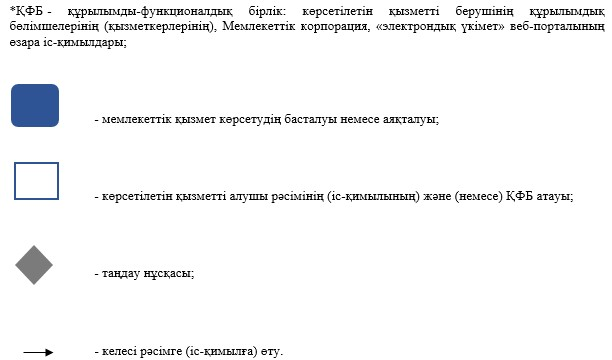 *ҚФБ - құрылымды-функционалдық бірлік: көрсетілетін қызметті берушінің құрылымдық
бөлімшелерінің (қызметкерлерінің), Мемлекеттік корпорация, «электрондық үкімет» веб-порталының
өзара іс-қимылдары;
- мемлекеттік қызмет көрсетудің басталуы немесе аяқталуы;
- көрсетілетін қызметті алушы рәсімінің (іс-қимылының) және (немесе) ҚФБ атауы;
- таңдау нұсқасы;
- келесі рәсімге (іс-қимылға) өту.